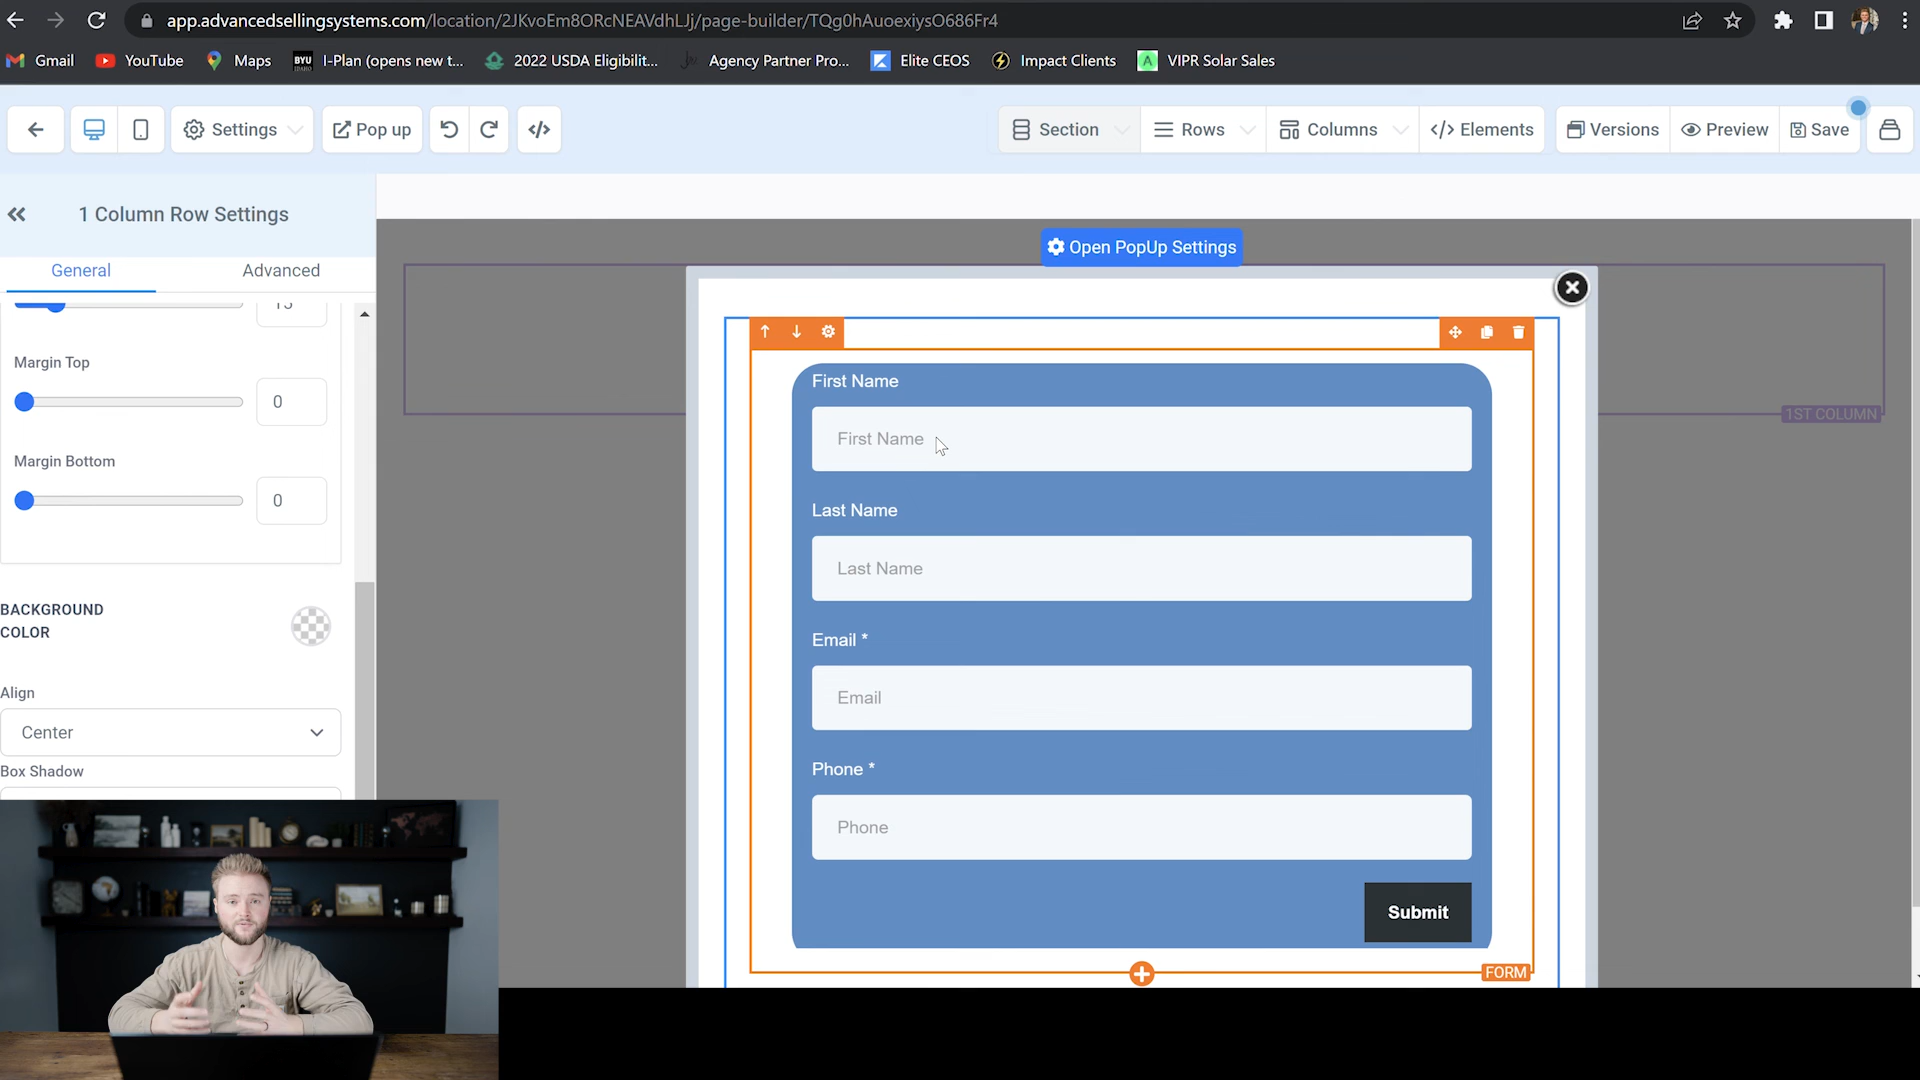 app.advancedsellingsystems.com/location/2JKvoEm8ORcNEAVdhLJj/page-builder/TQg0hAuoexiysO686Fr4
Gmail YouTube Maps BYU IDAHO I-Plan (opens new t... 2022 USDA Eligibilit... Agency Partner Pro... Elite CEOS Impact Clients VIPR Solar Sales
Settings Pop up </> Section Rows Columns </> Elements Versions Preview Save
1 Column Row Settings
General Advanced
Open PopUp Settings
Margin Top
0
Margin Bottom
0
BACKGROUND
COLOR
Align
Center
Box Shadow
1ST COLUMN
First Name
First Name
Last Name
Last Name
Email *
Email
Phone *
Phone
Submit
FORM